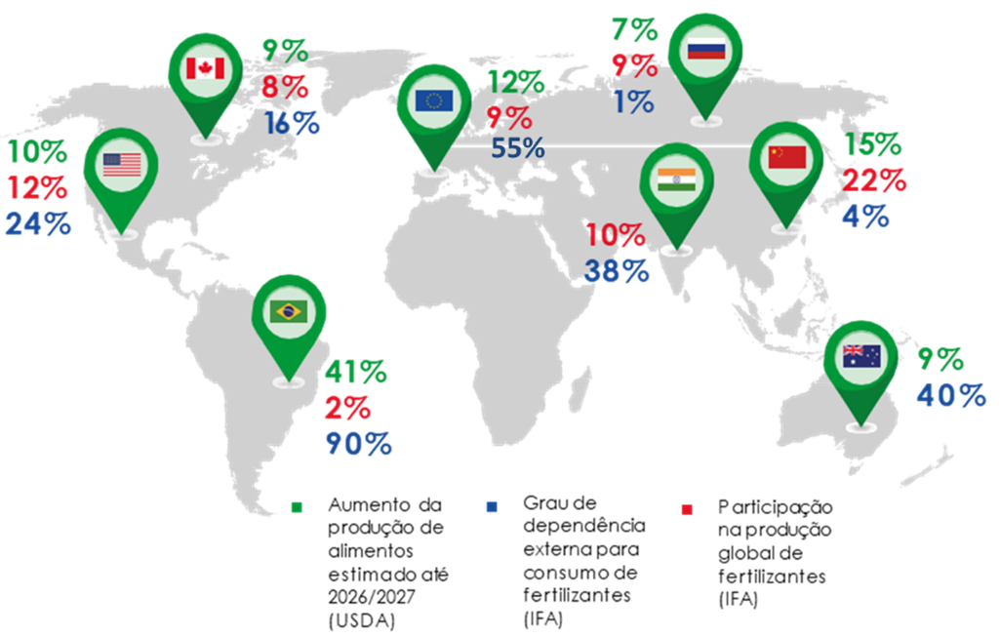 9%
8%
16%
7%
9%
1%
12%
9%
55%
10%
12%
24%
15%
22%
4%
10%
38%
41%
2%
90%
9%
40%
Aumento da
produção de
alimentos
estimado até
2026/2027
(USDA)
Grau de
dependência
externa para
consumo de
fertilizantes
(IFA)
Participação
na produção
global de
fertilizantes
(IFA)